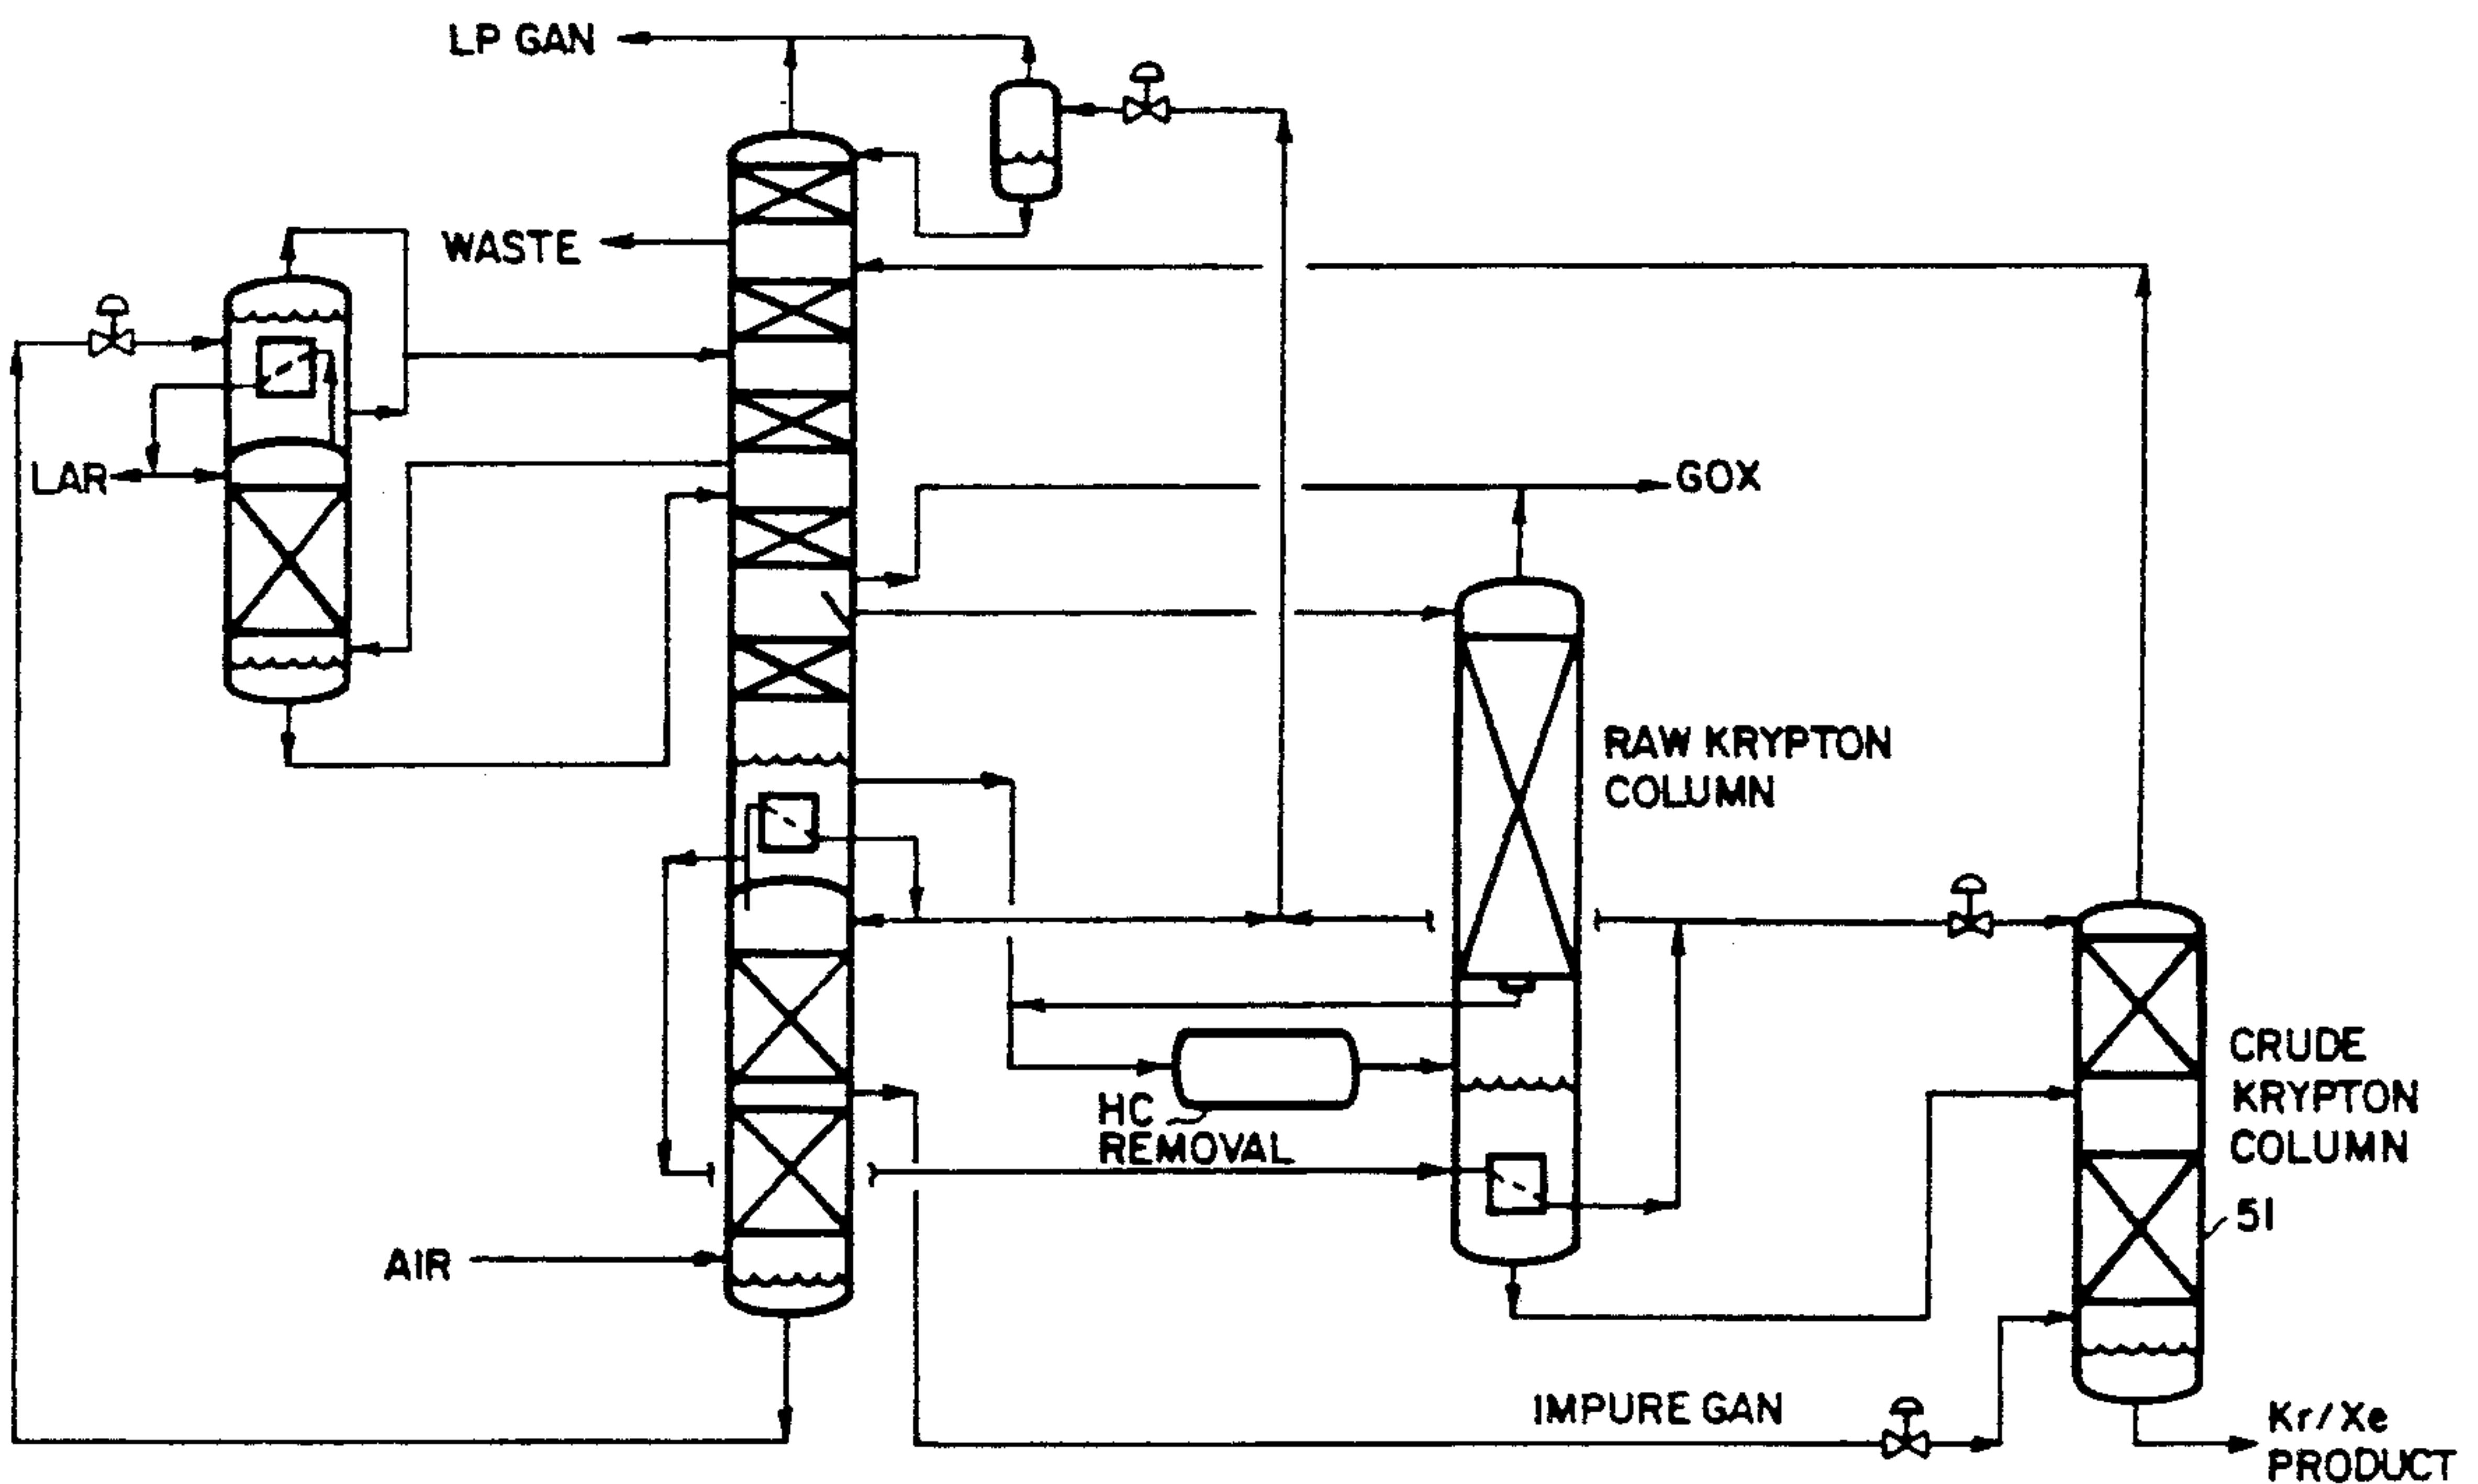 LP GAN
WASTE
LAR
GOX
RAW KRYPTON
COLUMN
HC
REMOVAL
CRUDE
KRYPTON
COLUMN
51
AIR
IMPURE GAN
Kr/Xe
PRODUCT